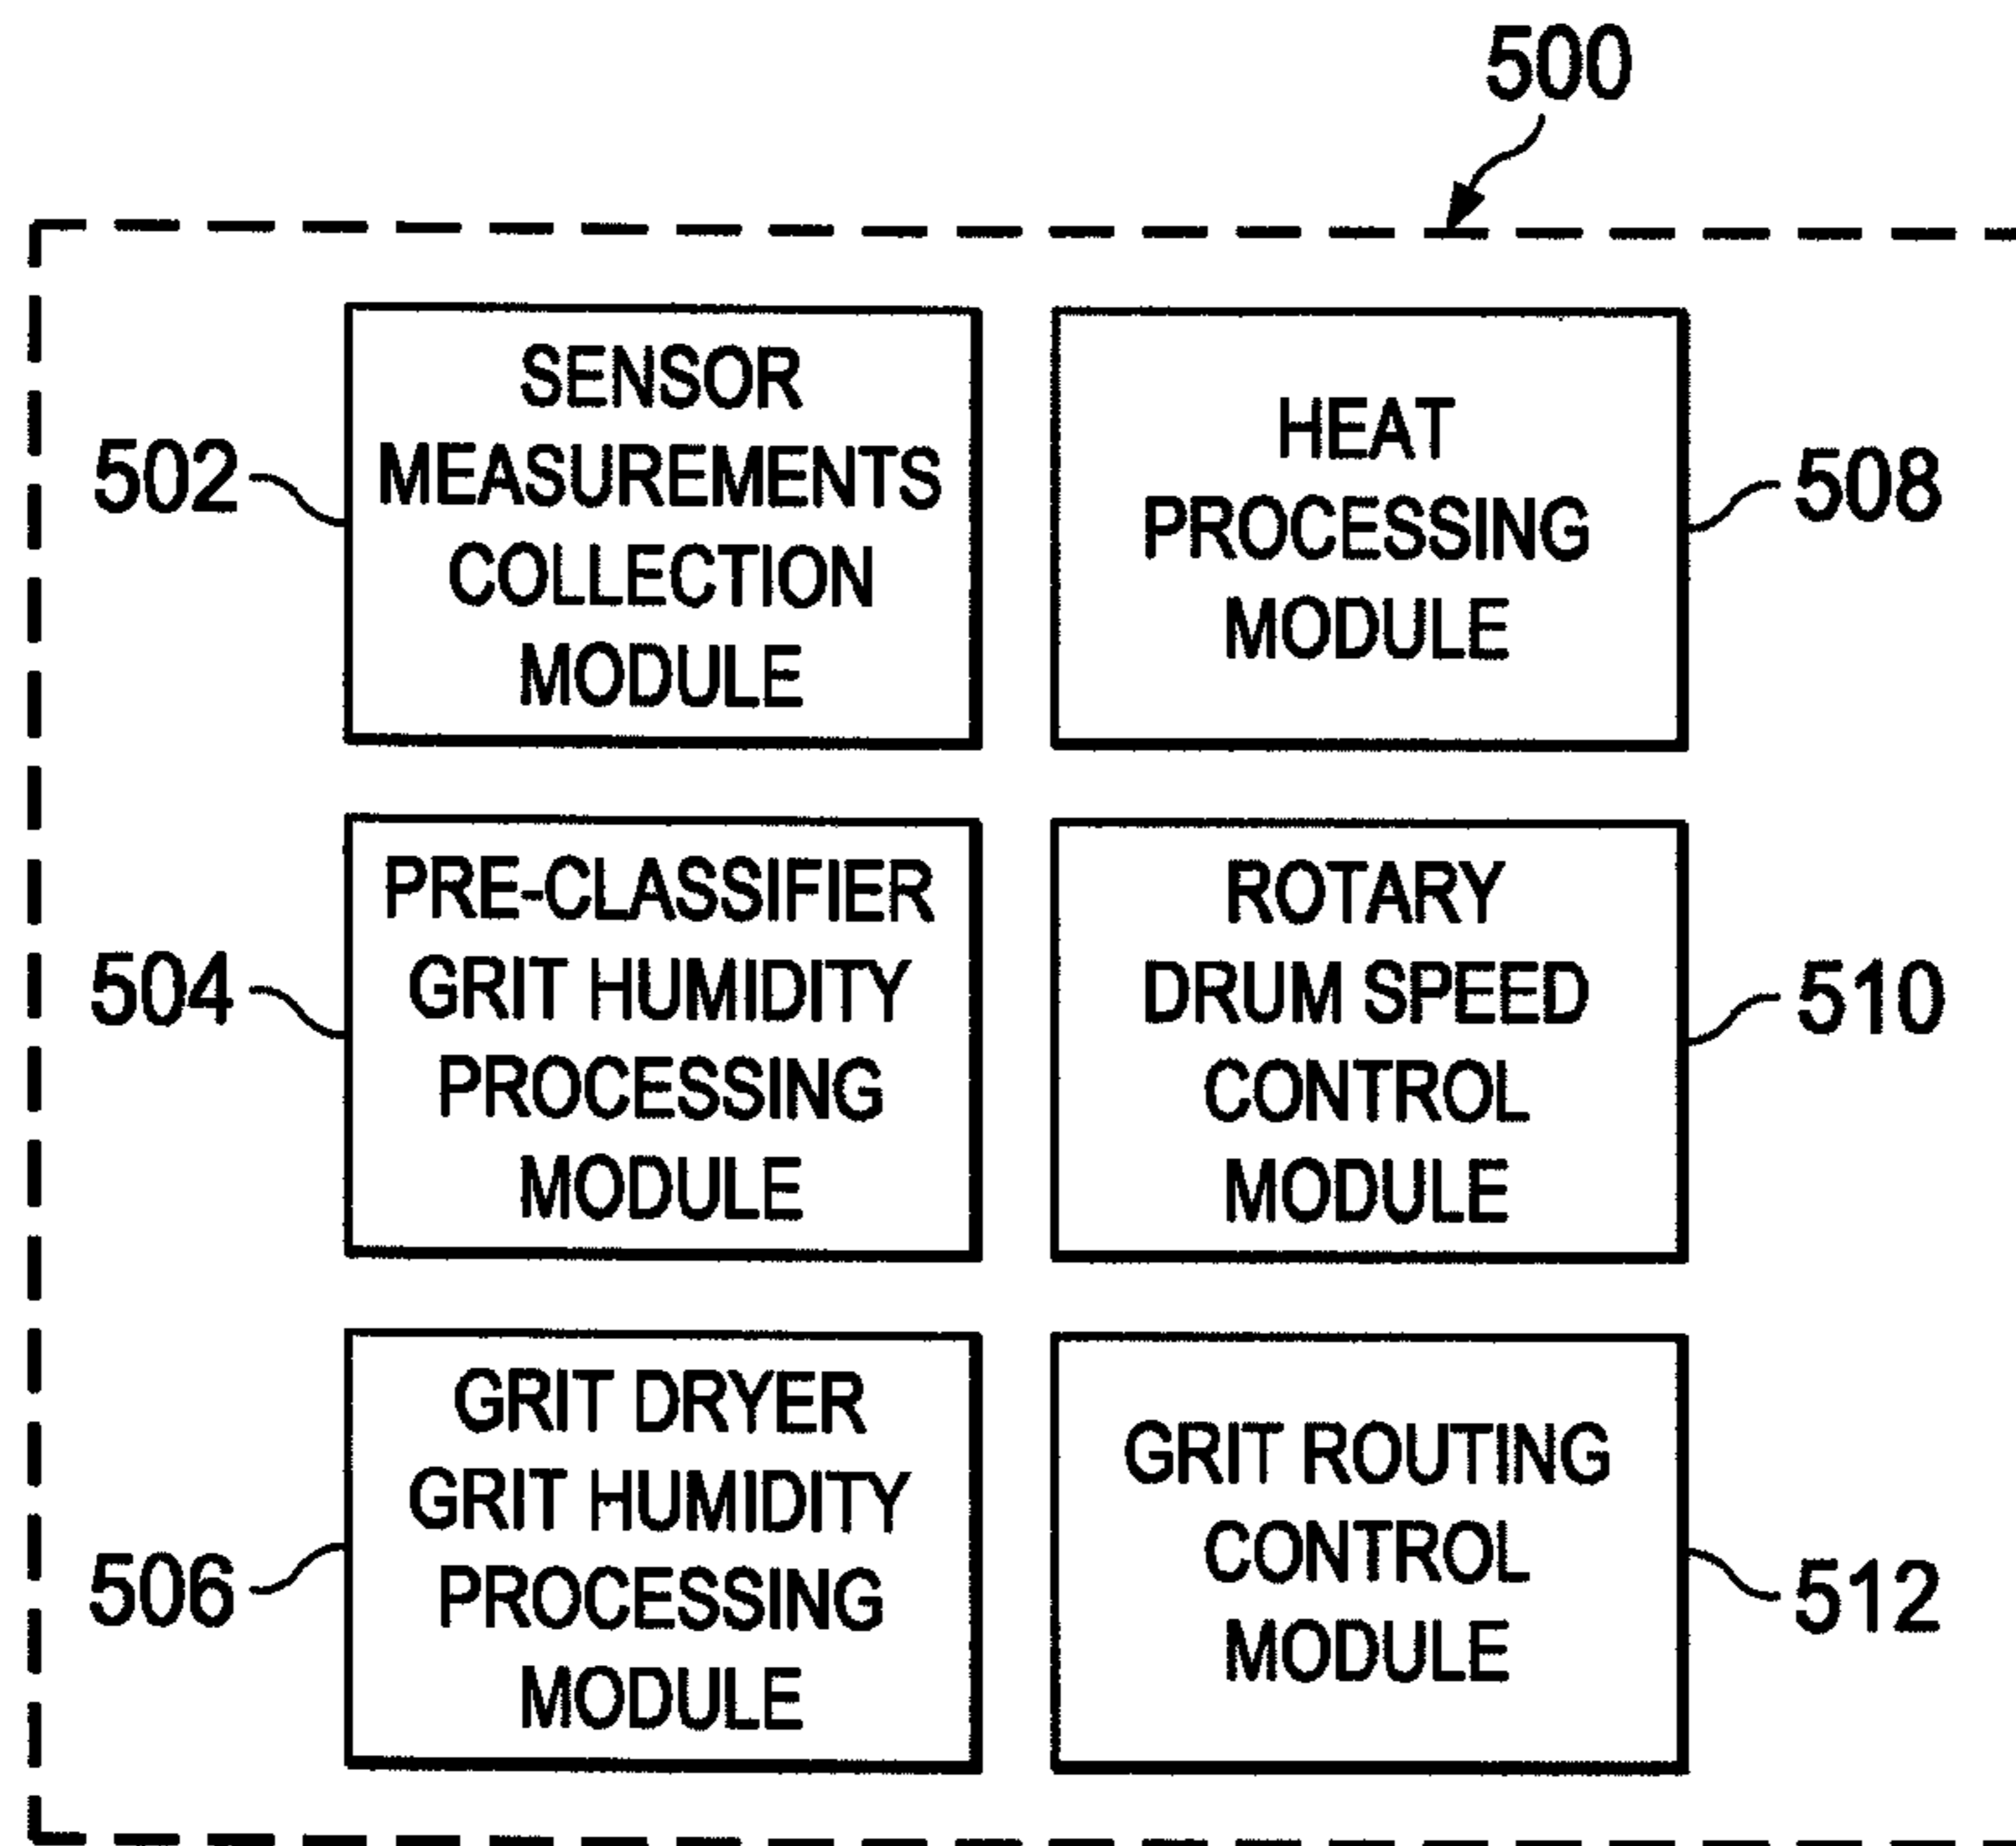 500
502
SENSOR
MEASUREMENTS
COLLECTION
MODULE
HEAT
PROCESSING
MODULE
508
504
PRE-CLASSIFIER
GRIT HUMIDITY
PROCESSING
MODULE
ROTARY
DRUM SPEED
CONTROL
MODULE
510
506
GRIT DRYER
GRIT HUMIDITY
PROCESSING
MODULE
GRIT ROUTING
CONTROL
MODULE
512